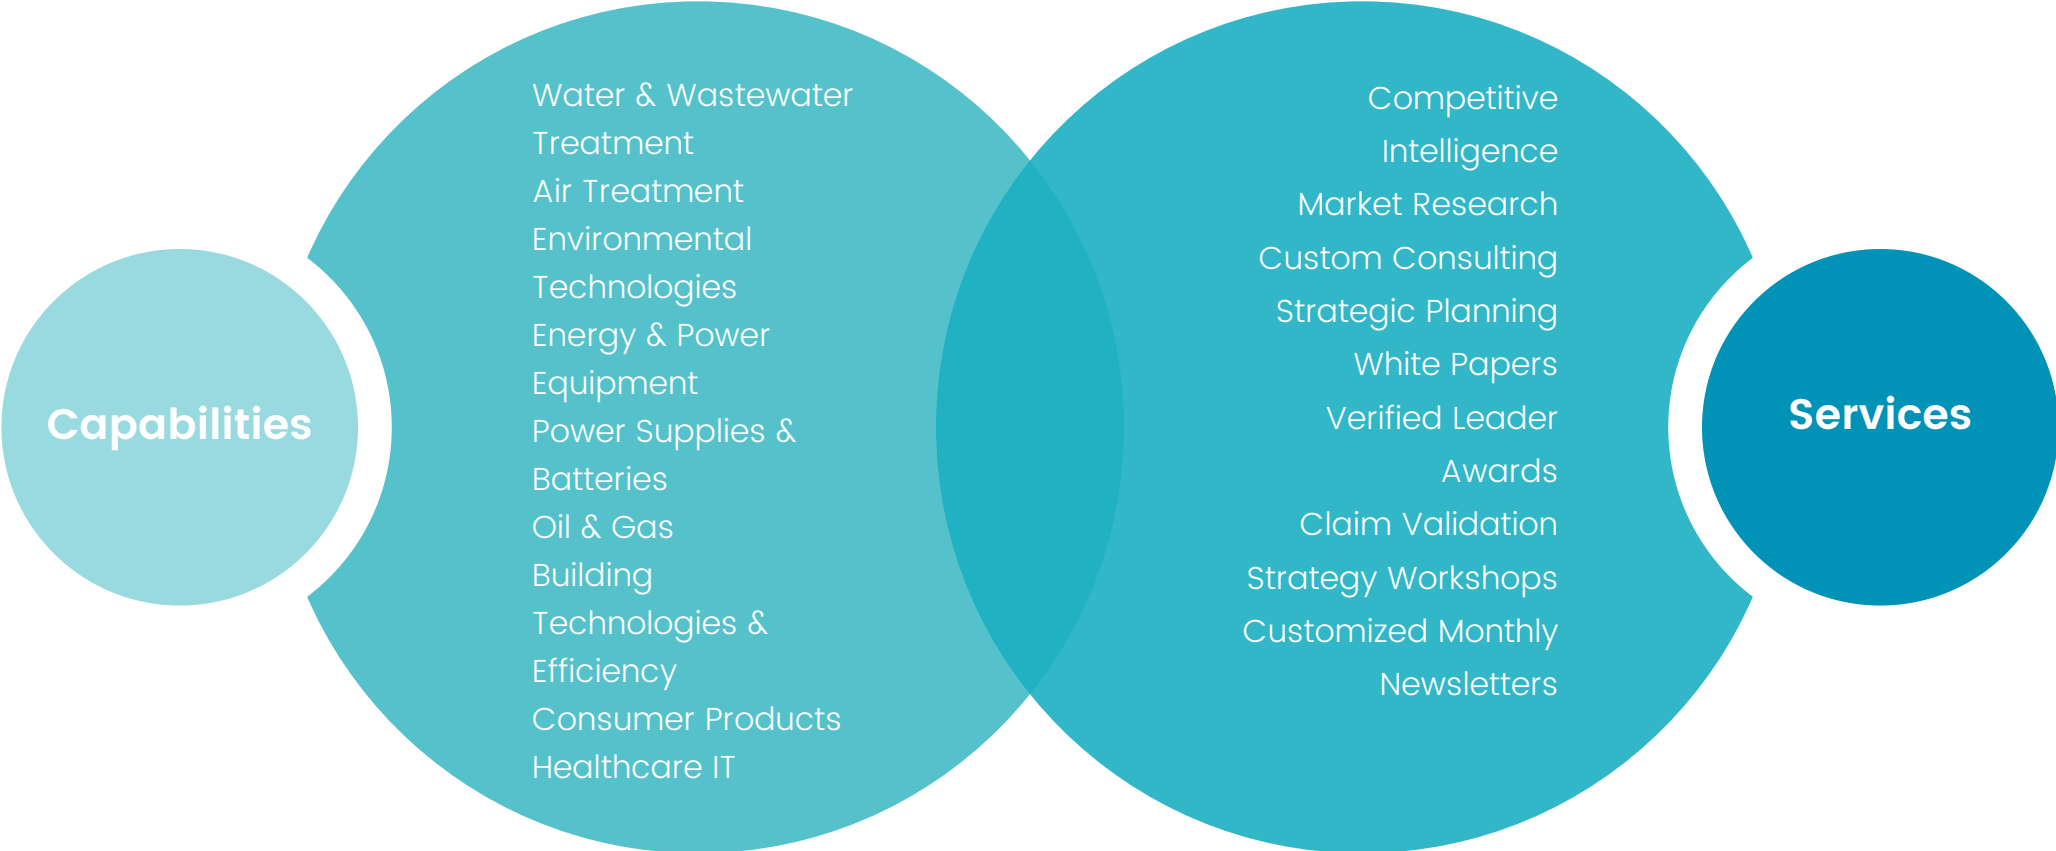 Capabilities
Water & Wastewater
Treatment
Air Treatment
Environmental
Technologies
Energy & Power
Equipment
Power Supplies &
Batteries
Oil & Gas
Building
Technologies &
Efficiency
Consumer Products
Healthcare IT
Competitive
Intelligence
Market Research
Custom Consulting
Strategic Planning
White Papers
Verified Leader
Awards
Claim Validation
Strategy Workshops
Customized Monthly
Newsletters
Services